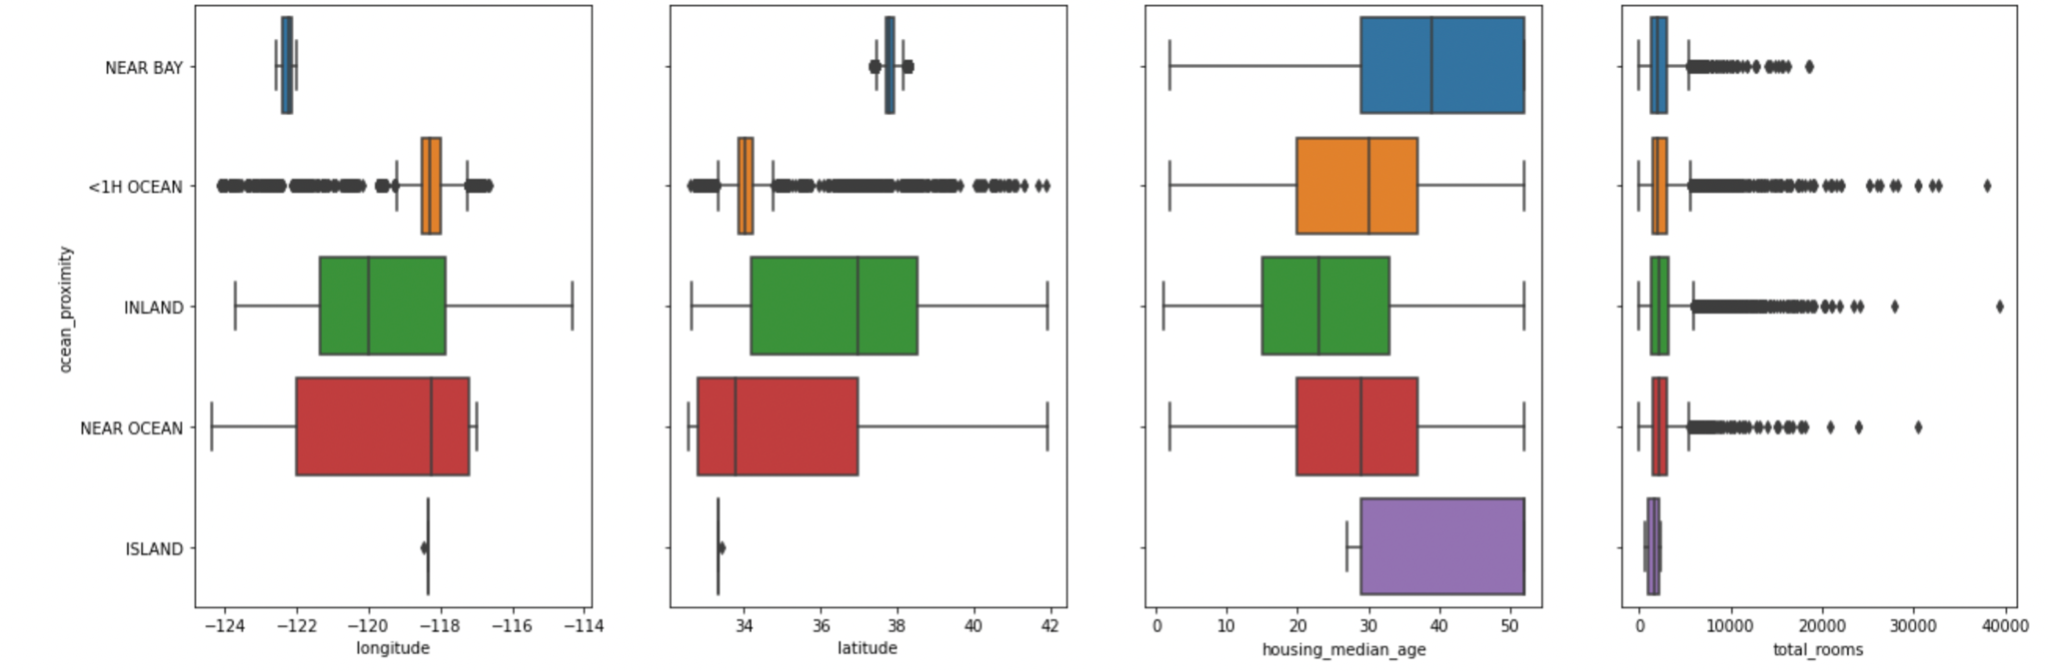 ocean_proximity
NEAR BAY
<1H OCEAN
INLAND
NEAR OCEAN
ISLAND
−124 −122 −120 −118 −116 −114
longitude
34 36 38 40 42
latitude
0 10 20 30 40 50
housing_median_age
0 10000 20000 30000 40000
total_rooms